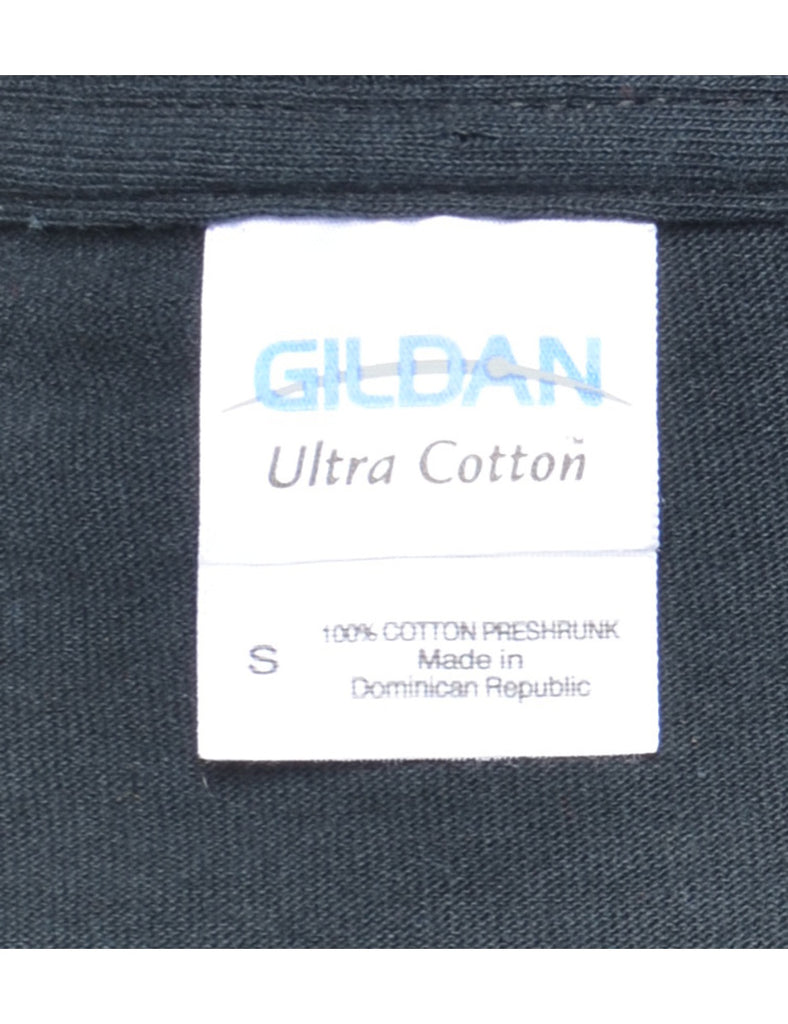 GILDAN
Ultra Cotton
S
100% COTTON PRESHRUNK
Made in
Dominican Republic